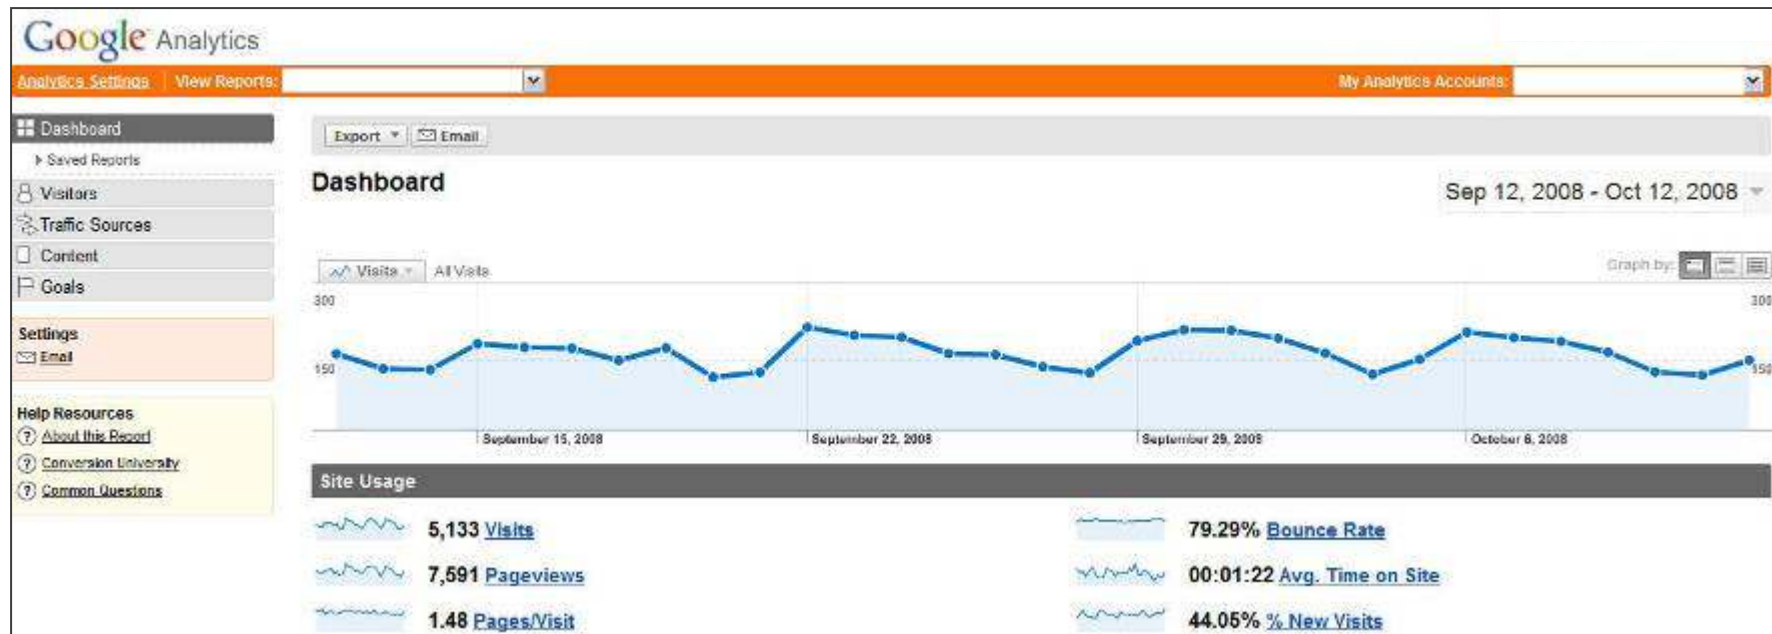 Google Analytics
Analytics Settings View Reports: My Analytics Accounts:
Dashboard
Saved Reports
Visitors
Traffic Sources
Content
Goals
Settings
Email
Help Resources
About this Report
Conversion University
Common Questions
Export Email
Dashboard
Sep 12, 2008 - Oct 12, 2008
Visits All Visits
Graph by:
300 300
150 150
September 15, 2008 September 22, 2008 September 29, 2008 October 6, 2008
Site Usage
5,133 Visits
79.29% Bounce Rate
7,591 Pageviews
00:01:22 Avg. Time on Site
1.48 Pages/Visit
44.05% % New Visits